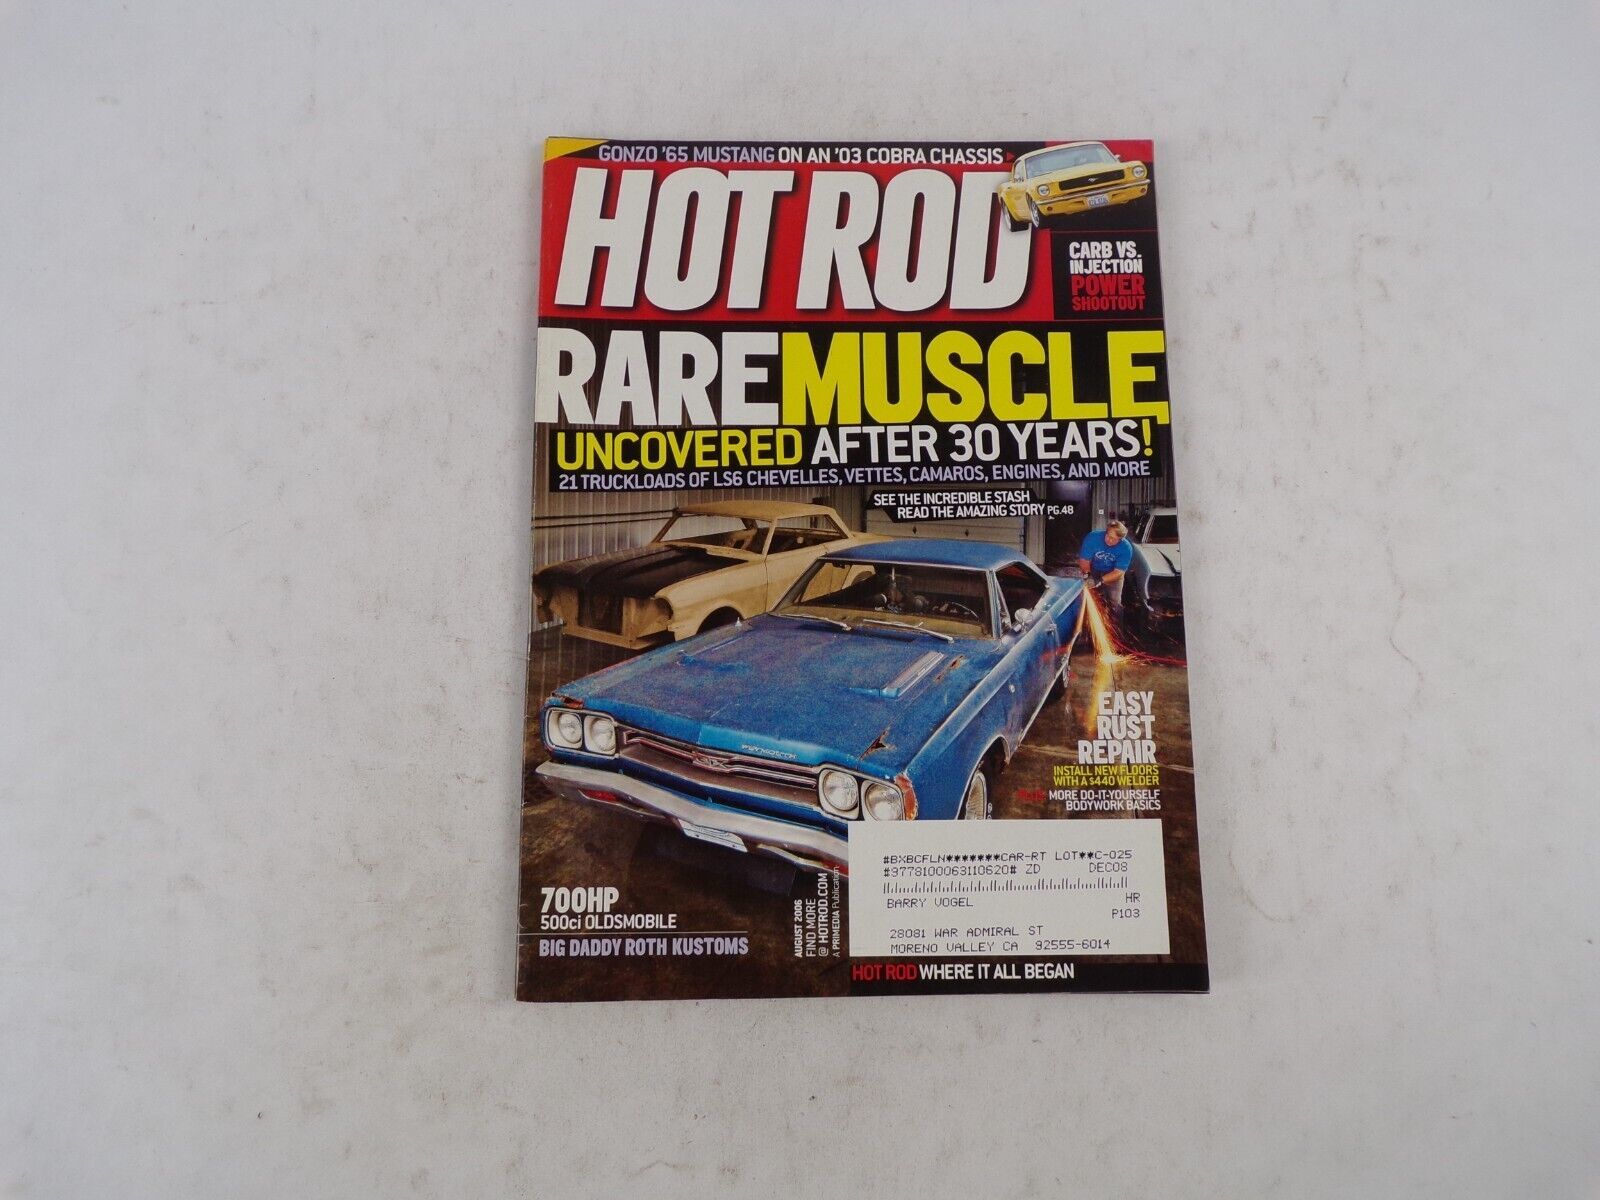 GONZO '65 MUSTANG ON AN '03 COBRA CHASSIS
HOT ROD
CARB VS.
INJECTION
POWER
SHOOTOUT
RARE MUSCLE
UNCOVERED AFTER 30 YEARS!
21 TRUCKLOADS OF LS6 CHEVELLES, VETTES, CAMAROS, ENGINES, AND MORE
SEE THE INCREDIBLE STASH
READ THE AMAZING STORY PG.48
EASY
RUST
REPAIR
INSTALL NEW FLOORS
WITH A $440 WELDER
PLUS MORE DO-IT-YOURSELF
BODYWORK BASICS
GTX
700HP
500ci OLDSMOBILE
BIG DADDY ROTH KUSTOMS
AUGUST 2006
FIND MORE
@ HOTROD.COM
A PRIMEDIA Publication
#BXBCFLN*******CAR-RT LOT**C-025
#9778100063110620# ZD DEC08
BARRY VOGEL HR
P103
28081 WAR ADMIRAL ST
MORENO VALLEY CA 92555-6014
HOT ROD WHERE IT ALL BEGAN